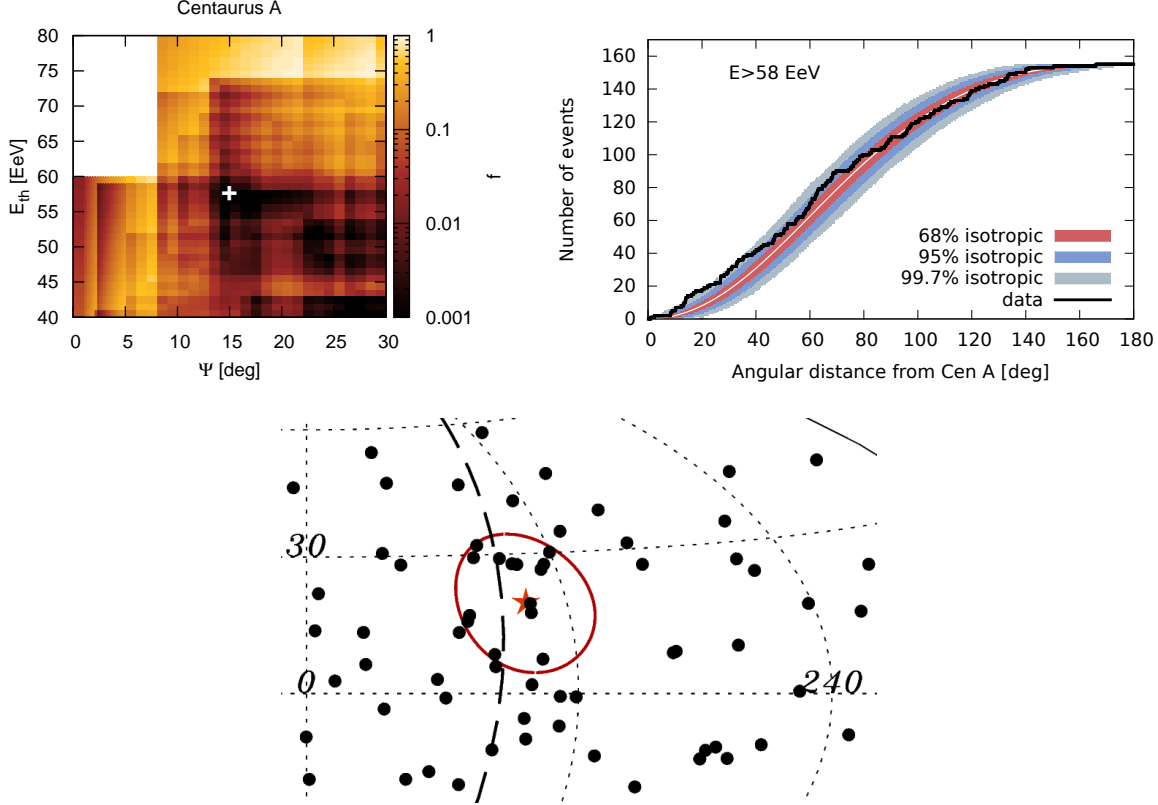 Centaurus A
80
75
70
65
60
55
50
45
40
E_th [EeV]
0 5 10 15 20 25 30
Ψ [deg]
1
0.1
0.01
0.001
f
E>58 EeV
160
140
120
100
80
60
40
20
0
Number of events
68% isotropic
95% isotropic
99.7% isotropic
data
0 20 40 60 80 100 120 140 160 180
Angular distance from Cen A [deg]
30
0
240